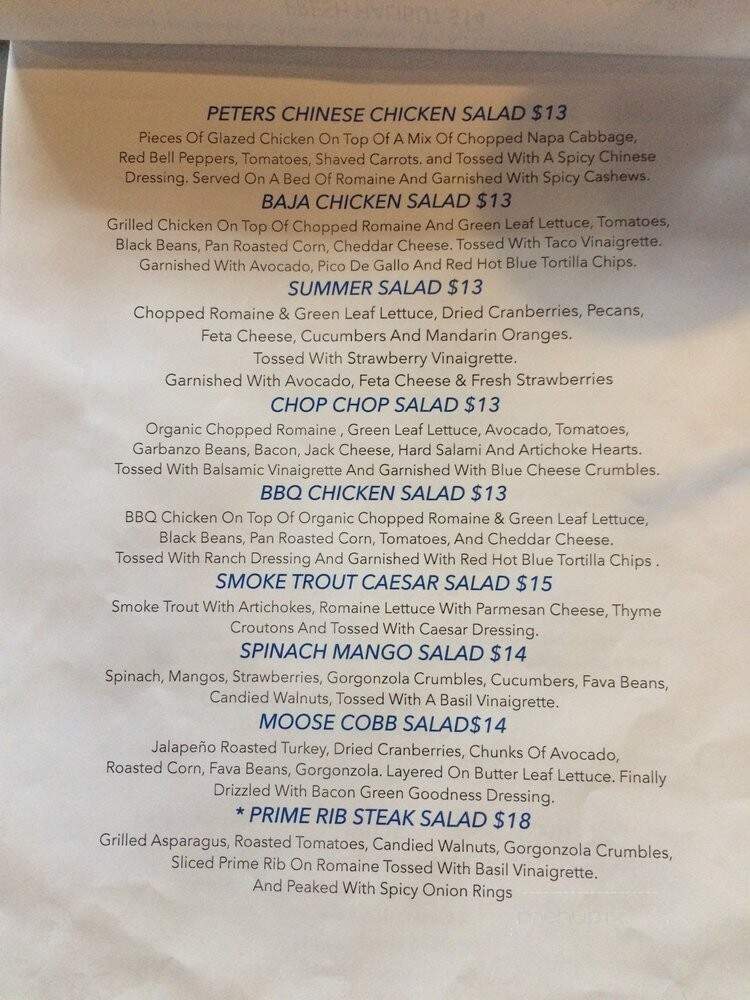 PETERS CHINESE CHICKEN SALAD $13
Pieces Of Glazed Chicken On Top Of A Mix Of Chopped Napa Cabbage,
Red Bell Peppers, Tomatoes, Shaved Carrots. and Tossed With A Spicy Chinese
Dressing. Served On A Bed Of Romaine And Garnished With Spicy Cashews.
BAJA CHICKEN SALAD $13
Grilled Chicken On Top Of Chopped Romaine And Green Leaf Lettuce, Tomatoes,
Black Beans, Pan Roasted Corn, Cheddar Cheese. Tossed With Taco Vinaigrette.
Garnished With Avocado, Pico De Gallo And Red Hot Blue Tortilla Chips.
SUMMER SALAD $13
Chopped Romaine & Green Leaf Lettuce, Dried Cranberries, Pecans,
Feta Cheese, Cucumbers And Mandarin Oranges.
Tossed With Strawberry Vinaigrette.
Garnished With Avocado, Feta Cheese & Fresh Strawberries
CHOP CHOP SALAD $13
Organic Chopped Romaine , Green Leaf Lettuce, Avocado, Tomatoes,
Garbanzo Beans, Bacon, Jack Cheese, Hard Salami And Artichoke Hearts.
Tossed With Balsamic Vinaigrette And Garnished With Blue Cheese Crumbles.
BBQ CHICKEN SALAD $13
BBQ Chicken On Top Of Organic Chopped Romaine & Green Leaf Lettuce,
Black Beans, Pan Roasted Corn, Tomatoes, And Cheddar Cheese.
Tossed With Ranch Dressing And Garnished With Red Hot Blue Tortilla Chips .
SMOKE TROUT CAESAR SALAD $15
Smoke Trout With Artichokes, Romaine Lettuce With Parmesan Cheese, Thyme
Croutons And Tossed With Caesar Dressing.
SPINACH MANGO SALAD $14
Spinach, Mangos, Strawberries, Gorgonzola Crumbles, Cucumbers, Fava Beans,
Candied Walnuts, Tossed With A Basil Vinaigrette.
MOOSE COBB SALAD$14
Jalapeño Roasted Turkey, Dried Cranberries, Chunks Of Avocado,
Roasted Corn, Fava Beans, Gorgonzola. Layered On Butter Leaf Lettuce. Finally
Drizzled With Bacon Green Goodness Dressing.
* PRIME RIB STEAK SALAD $18
Grilled Asparagus, Roasted Tomatoes, Candied Walnuts, Gorgonzola Crumbles,
Sliced Prime Rib On Romaine Tossed With Basil Vinaigrette.
And Peaked With Spicy Onion Rings